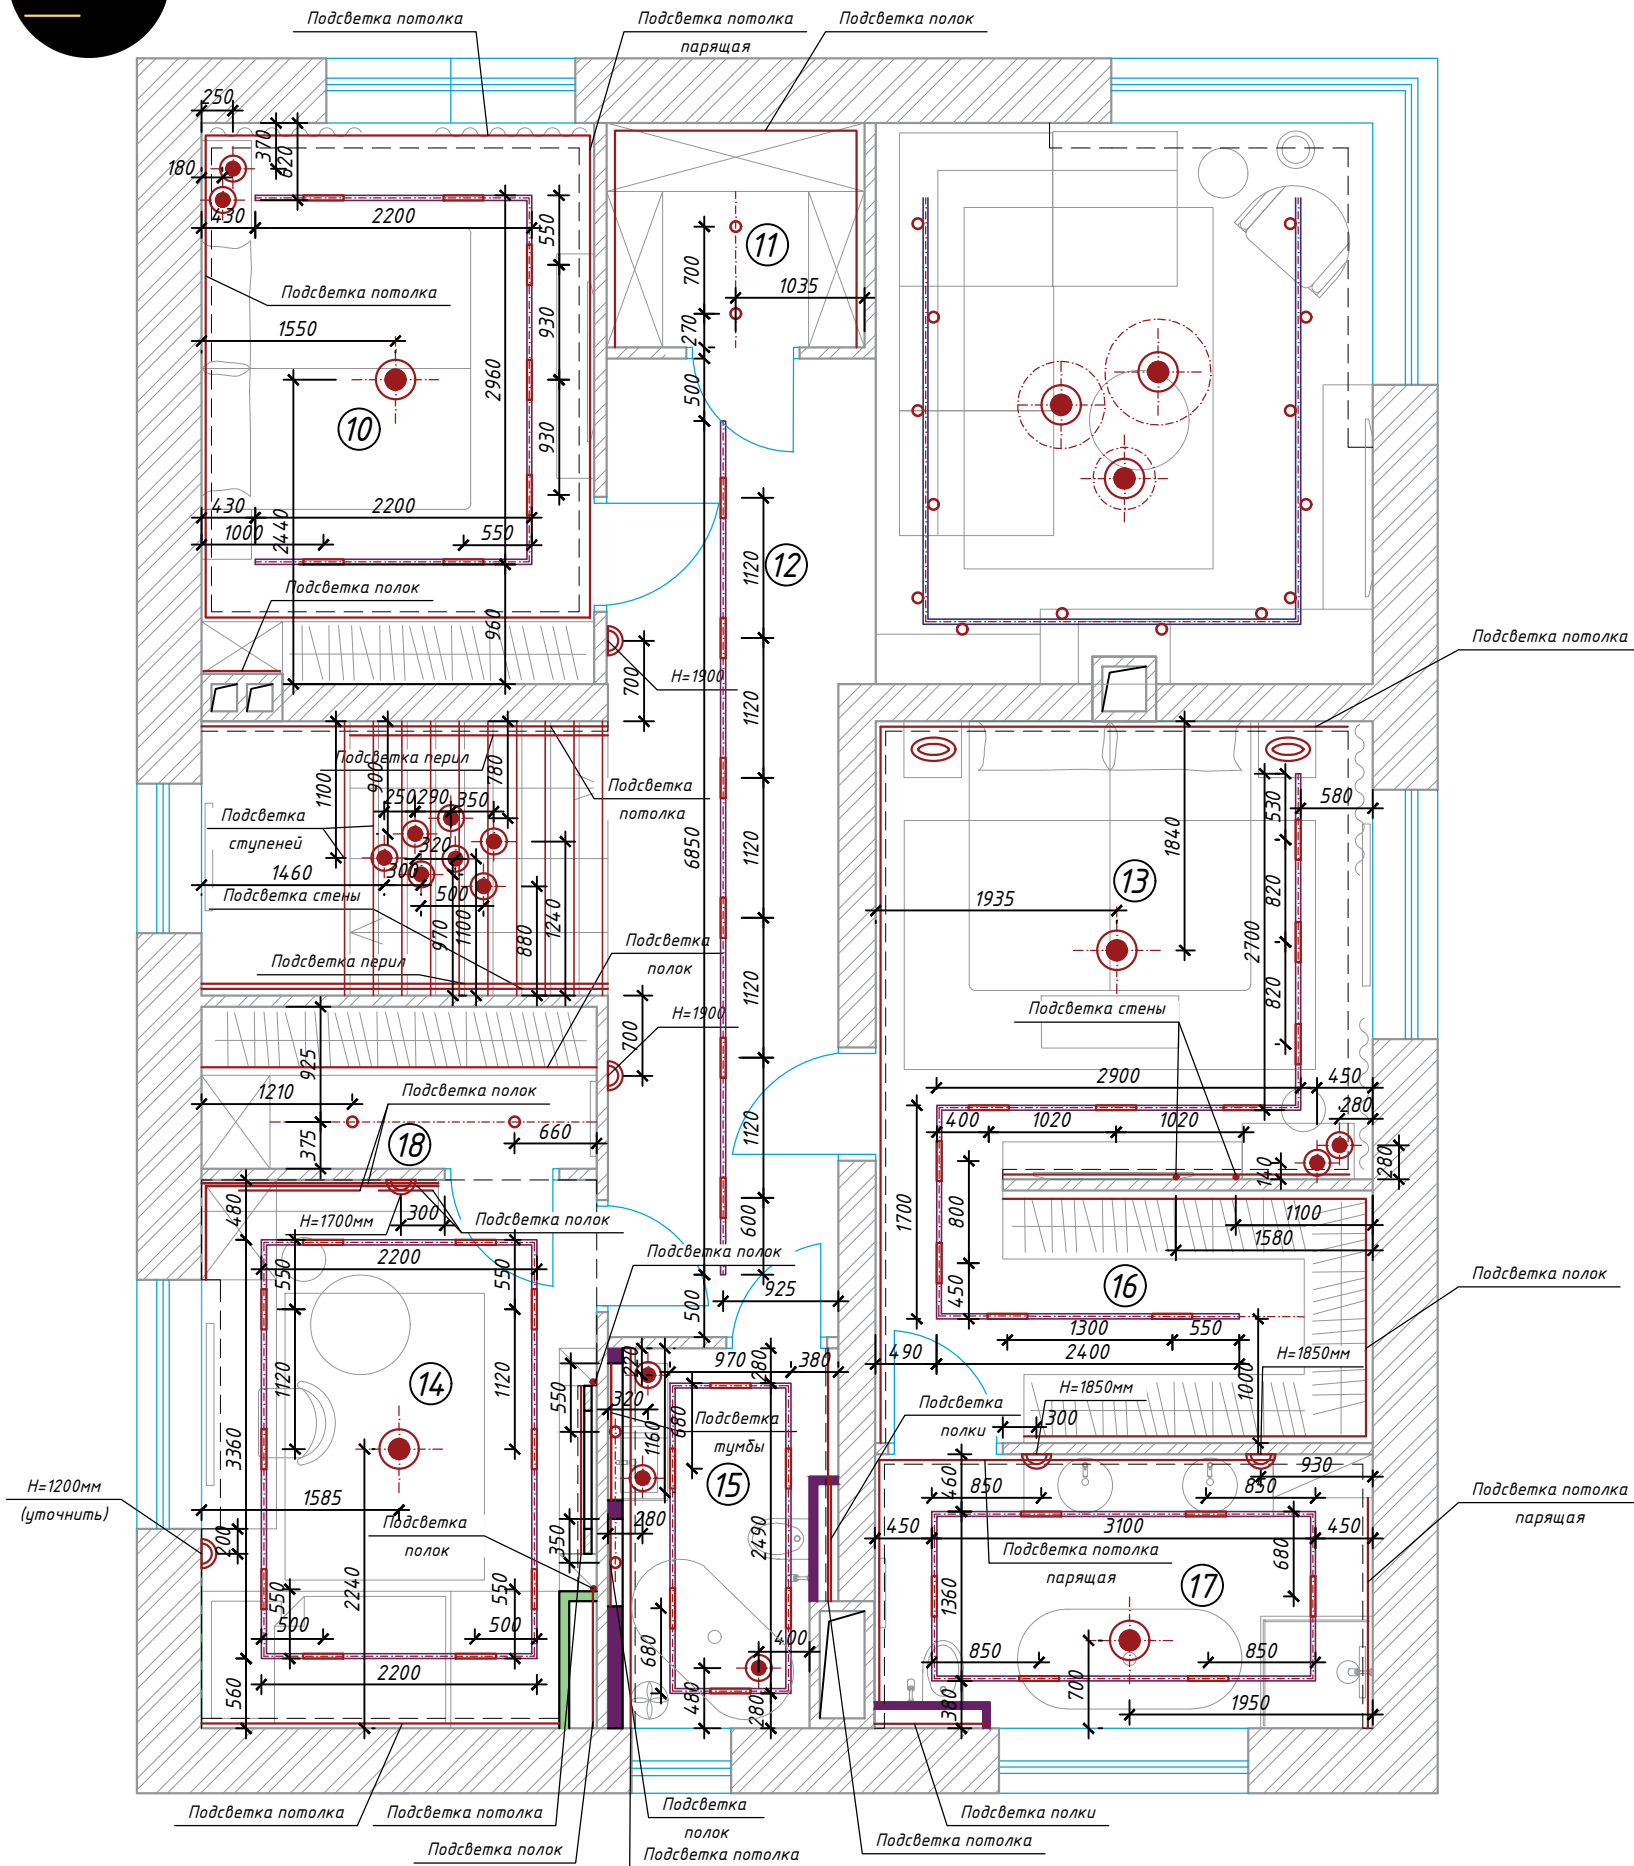 Подсветка потолка
Подсветка потолка
парящая
Подсветка полок
250
370
620
180
430
2200
550
700
11
1035
Подсветка потолка
1550
930
270
2960
500
10
930
430
2200
1000
2440
550
12
1120
Подсветка полок
960
H=1900
700
1120
Подсветка потолка
Подсветка перил
1100
900
780
Подсветка
потолка
250
290
350
Подсветка
ступеней
320
300
1460
500
Подсветка стены
970
1100
880
1240
Подсветка перил
6850
1120
Подсветка
полок
1120
H=1900
700
530
580
1840
820
13
1935
2700
820
Подсветка стены
925
1210
Подсветка полок
375
18
660
1120
2900
450
280
400
1020
1020
280
140
480
H=1700мм
300
Подсветка полок
Подсветка полок
600
925
500
1700
800
450
1100
1580
16
Подсветка полок
550
2200
550
1120
14
1120
3360
1300
550
2400
490
1000
H=1850мм
H=1850мм
300
220
970
280
380
550
320
680
1160
Подсветка
тумбы
15
Подсветка
полки
H=1200мм
(уточнить)
1585
200
Подсветка
полок
350
280
2490
460
850
930
850
450
3100
450
Подсветка потолка
парящая
680
Подсветка потолка
парящая
17
1360
550
500
2240
550
500
2200
560
680
400
480
280
850
850
700
380
1950
Подсветка потолка
Подсветка потолка
Подсветка полок
Подсветка
полок
Подсветка потолка
Подсветка потолка
Подсветка полки